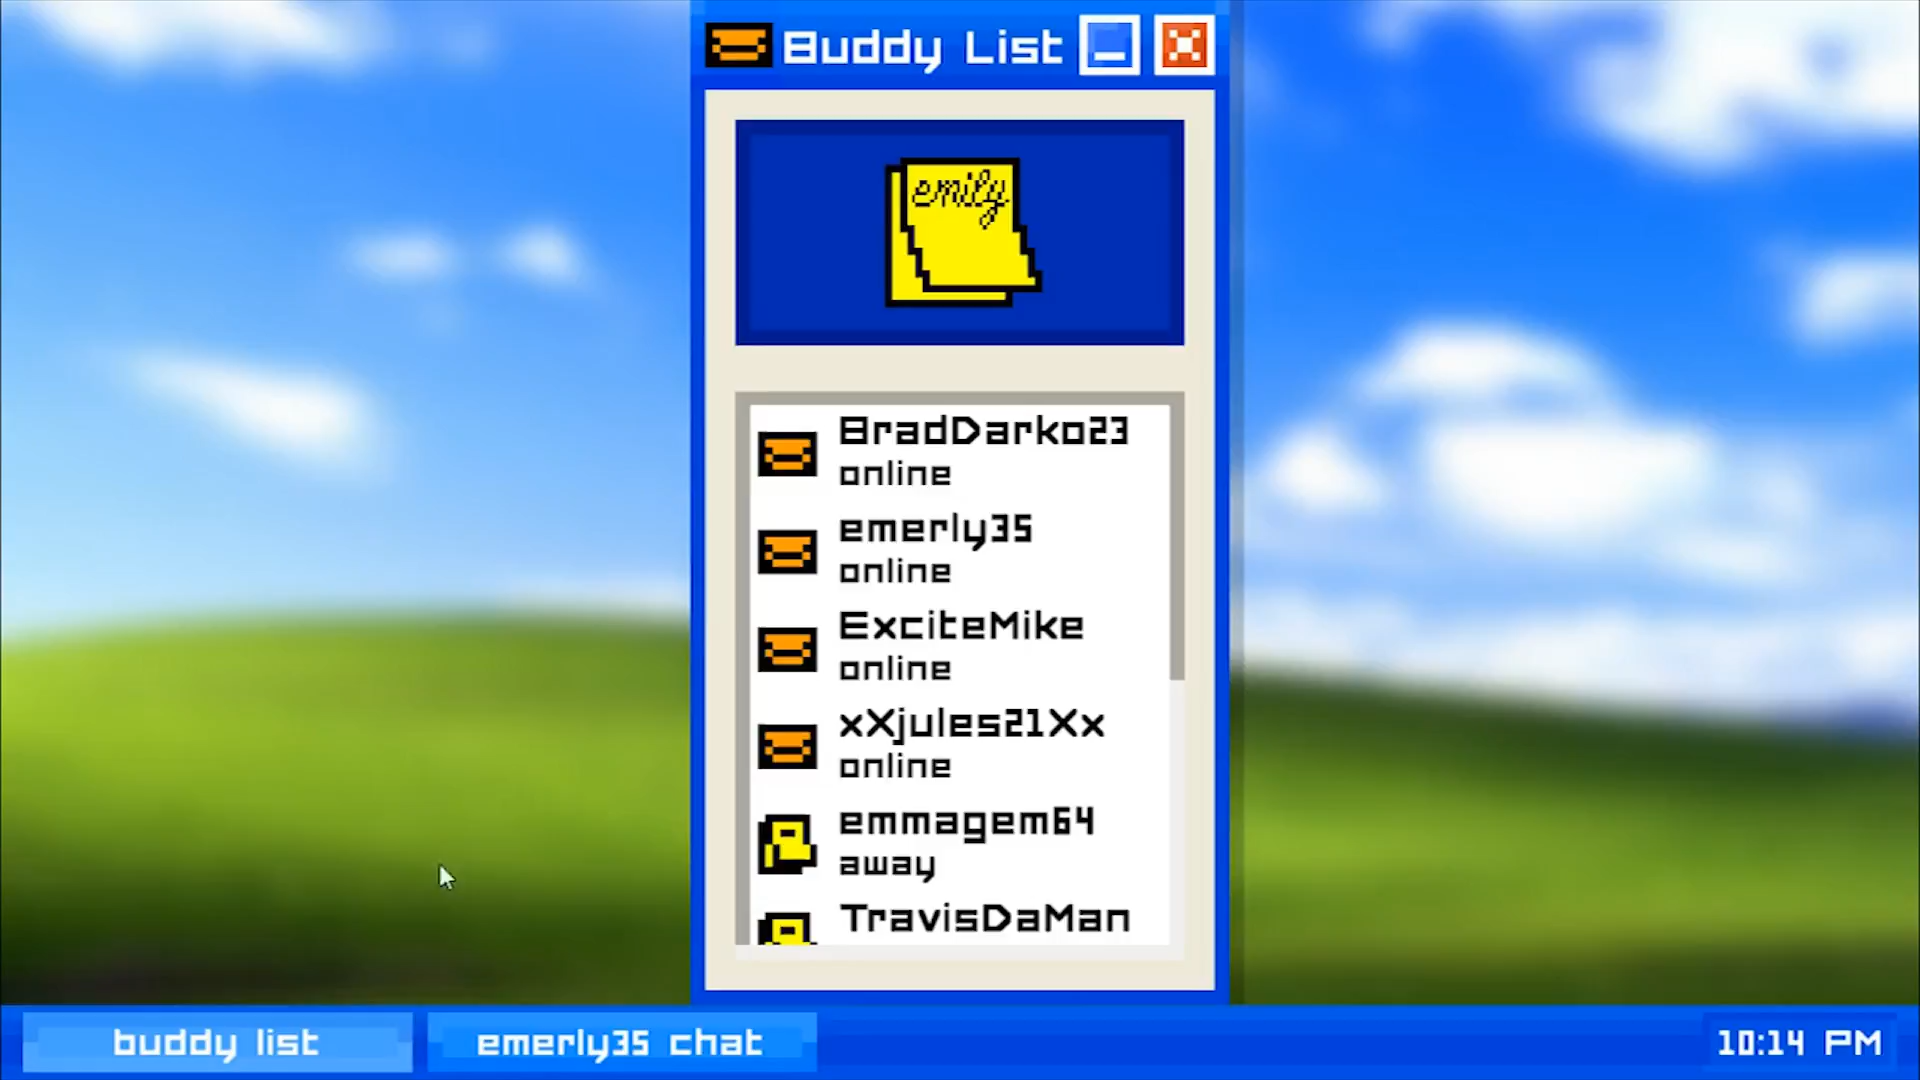 Buddy List
emily
BradDarko23
online
emerly35
online
ExciteMike
online
xXjules21Xx
online
emmagem64
away
TravisDaMan
buddy list
emerly35 chat
10:14 PM